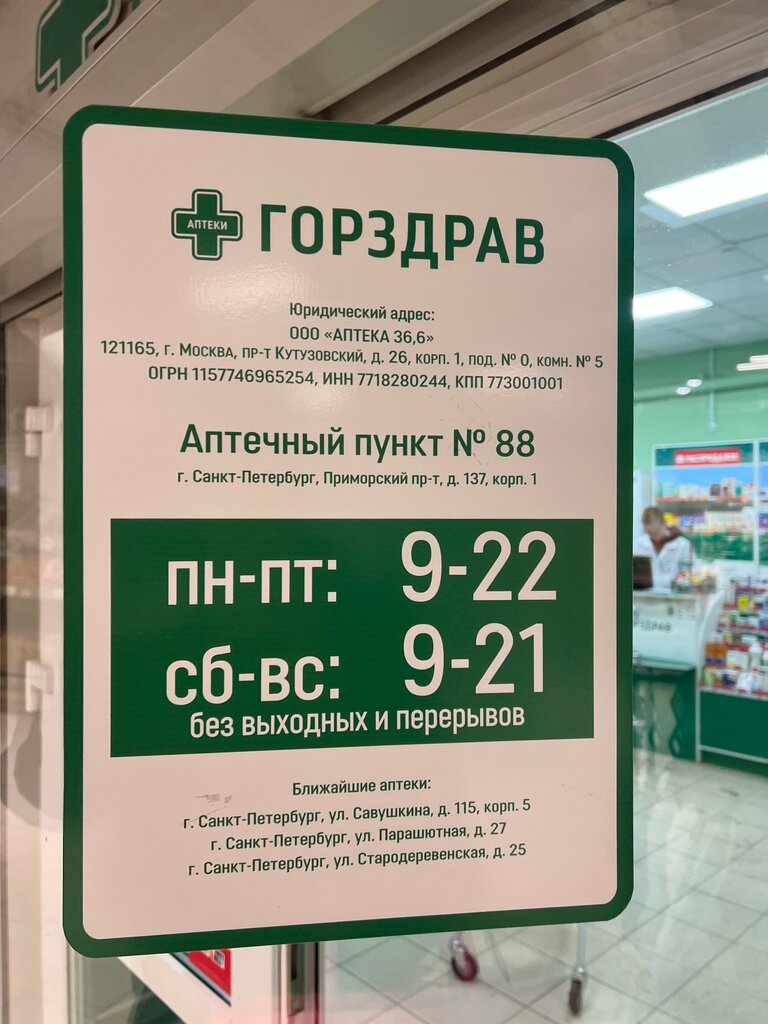 АПТЕКИ
ГОРЗДРАВ
Юридический адрес:
ООО «АПТЕКА 36,6»
121165, г. Москва, пр-т Кутузовский, д. 26, корп. 1, под. № 0, комн. № 5
ОГРН 1157746965254, ИНН 7718280244, КПП 773001001
Аптечный пункт № 88
г. Санкт-Петербург, Приморский пр-т, д. 137, корп. 1
пн-пт: 9-22
сб-вс: 9-21
без выходных и перерывов
Ближайшие аптеки:
г. Санкт-Петербург, ул. Савушкина, д. 115, корп. 5
г. Санкт-Петербург, ул. Парашютная, д. 27
г. Санкт-Петербург, ул. Стародеревенская, д. 25